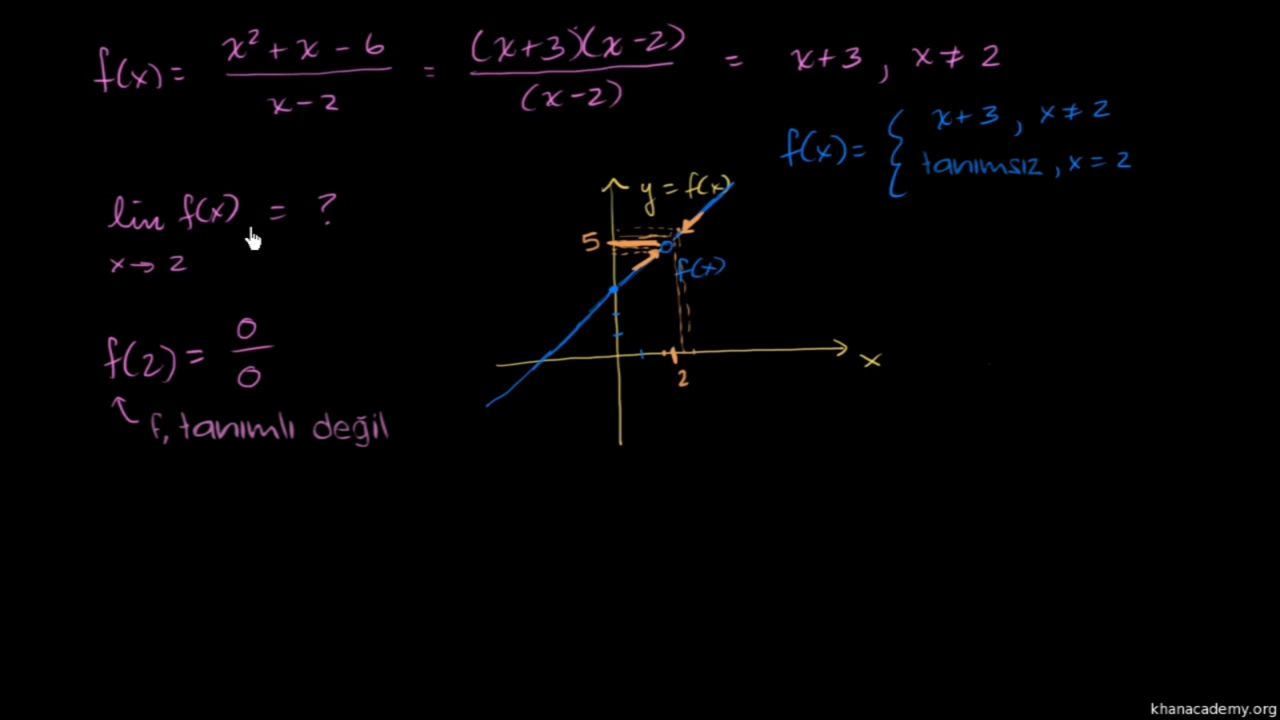 f(x) = x² + x - 6 / x - 2 = (x+3)(x-2) / (x-2) = x+3 , x ≠ 2
f(x) = { x+3 , x ≠ 2
tanımsız , x = 2
lim f(x) = ?
x → 2
f(2) = 0 / 0
f, tanımlı değil
y = f(x)
5
f(x)
2
x
khanacademy.org